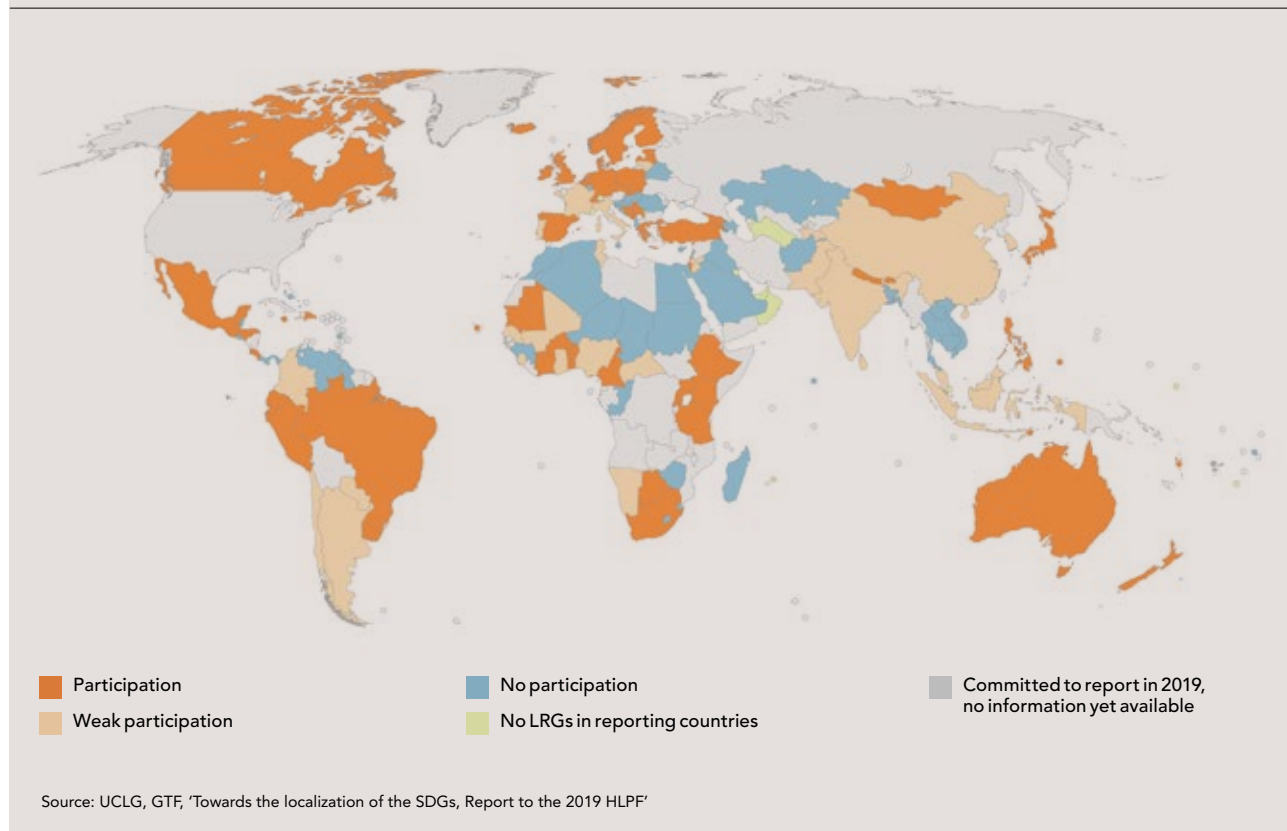 Participation
Weak participation
No participation
No LRGs in reporting countries
Committed to report in 2019,
no information yet available
Source: UCLG, GTF, ‘Towards the localization of the SDGs, Report to the 2019 HLPF’